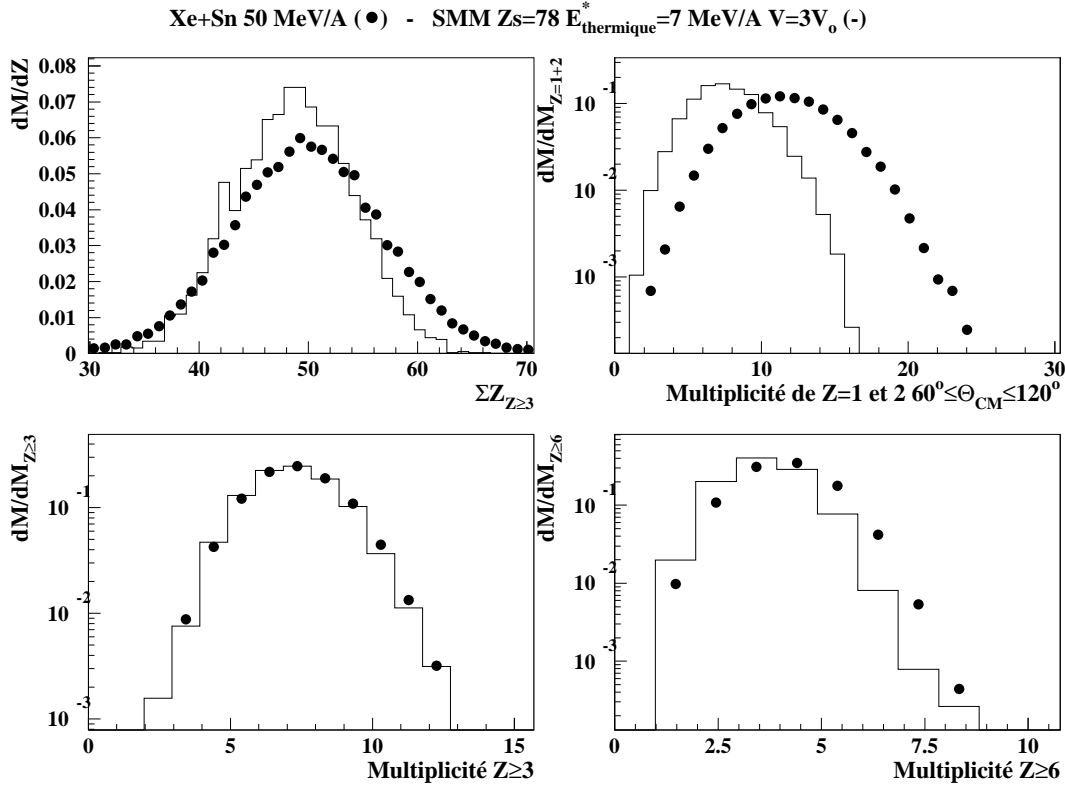 Xe+Sn 50 MeV/A (●) - SMM Zs=78 E*thermique=7 MeV/A V=3Vo (-)
dM/dZ
0.08
0.07
0.06
0.05
0.04
0.03
0.02
0.01
0
30 40 50 60 70
ΣZZ≥3
dM/dMZ=1+2
10-1
10-2
10-3
0 10 20 30
Multiplicité de Z=1 et 2 60o≤ΘCM≤120o
dM/dMZ≥3
10-1
10-2
10-3
0 5 10 15
Multiplicité Z≥3
dM/dMZ≥6
10-1
10-2
10-3
0 2.5 5 7.5 10
Multiplicité Z≥6